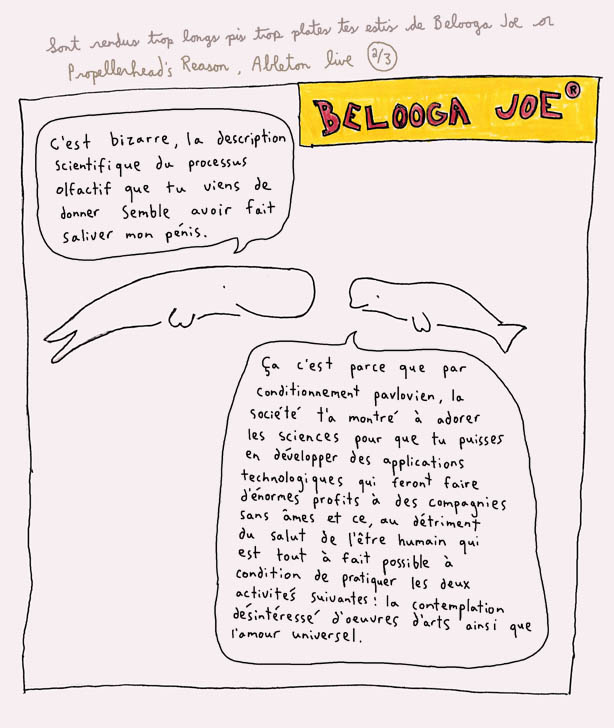 Sont rendus trop longs pis trop plates tes estis de Belooga Joe on
Propellerhead's Reason, Ableton live 2/3
BELOOGA JOE ®
C'est bizarre, la description
scientifique du processus
olfactif que tu viens de
donner semble avoir fait
saliver mon pénis.
Ça c'est parce que par
conditionnement pavlovien, la
société t'a montré à adorer
les sciences pour que tu puisses
en développer des applications
technologiques qui feront faire
d'énormes profits à des compagnies
sans âmes et ce, au détriment
du salut de l'être humain qui
est tout à fait possible à
condition de pratiquer les deux
activités suivantes: la contemplation
désintéressé d'oeuvres d'arts ainsi que
l'amour universel.